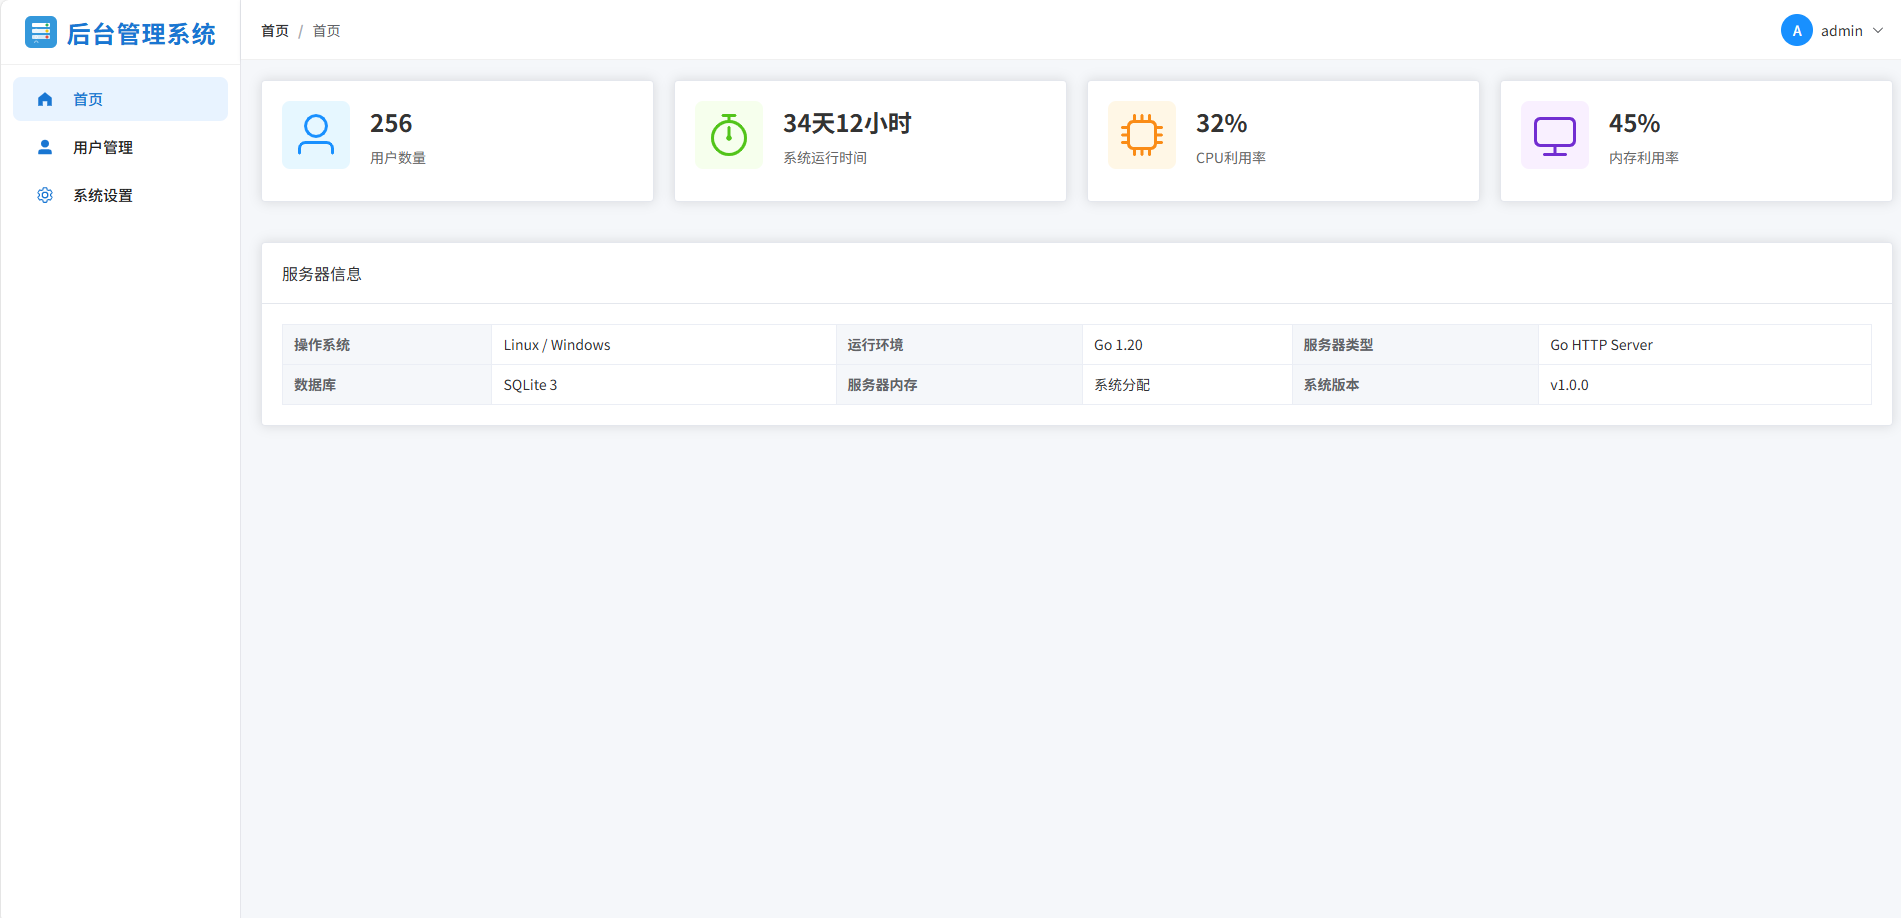 后台管理系统
首页
用户管理
系统设置
首页 / 首页
A admin
256
用户数量
34天12小时
系统运行时间
32%
CPU利用率
45%
内存利用率
服务器信息
操作系统 Linux / Windows 运行环境 Go 1.20 服务器类型 Go HTTP Server
数据库 SQLite 3 服务器内存 系统分配 系统版本 v1.0.0